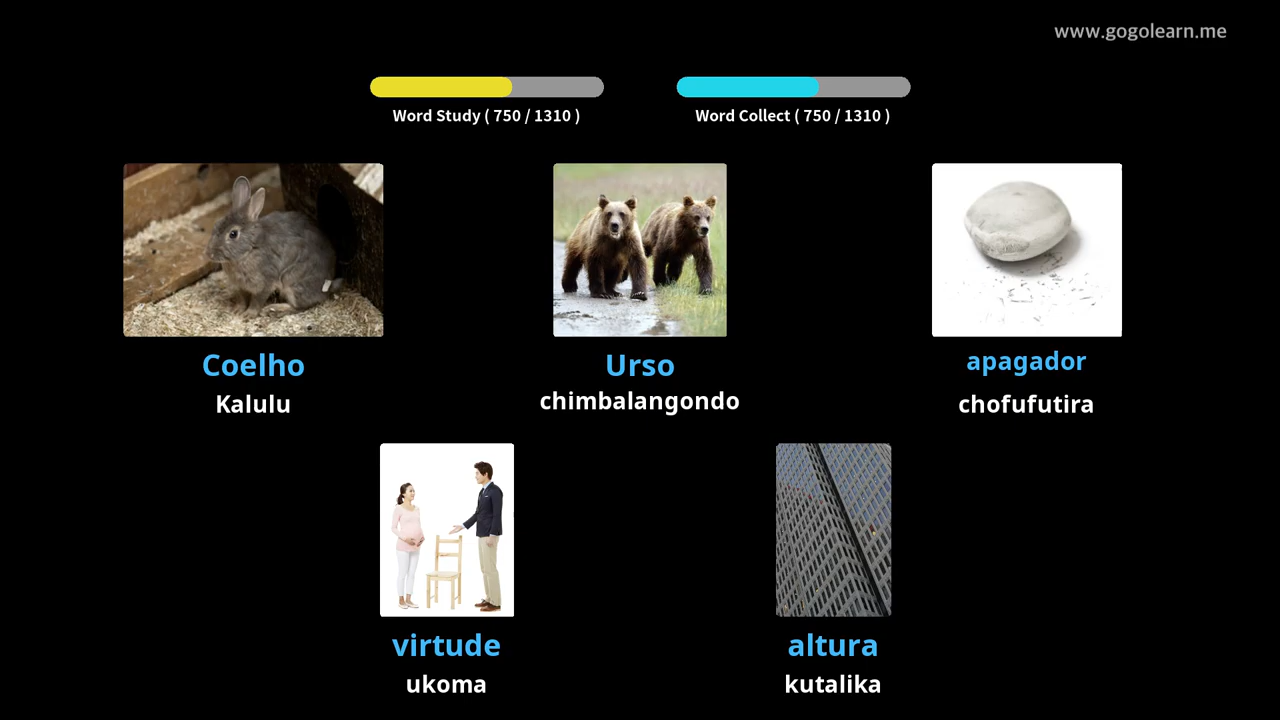 www.gogolearn.me
Word Study ( 750 / 1310 )
Word Collect ( 750 / 1310 )
Coelho
Kalulu
Urso
chimbalangondo
apagador
chofufutira
virtude
ukoma
altura
kutalika